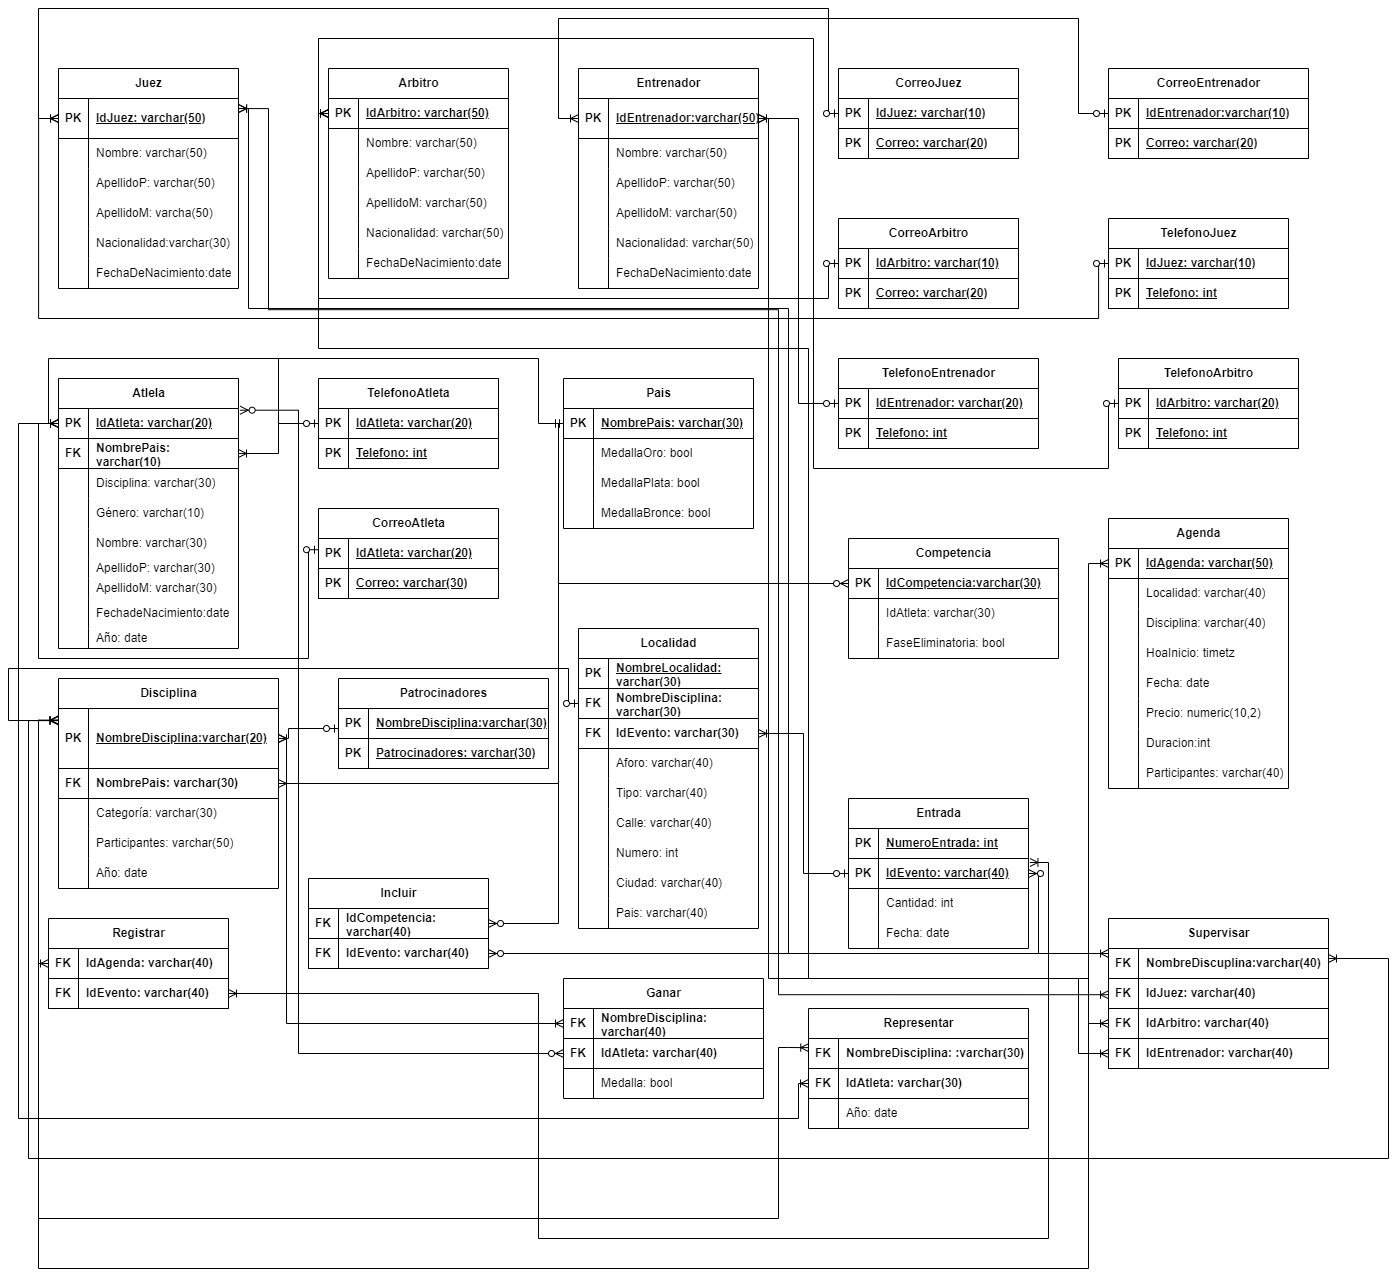 Juez
PK IdJuez: varchar(50)
Nombre: varchar(50)
ApellidoP: varchar(50)
ApellidoM: varcha(50)
Nacionalidad:varchar(30)
FechaDeNacimiento:date
Arbitro
PK IdArbitro: varchar(50)
Nombre: varchar(50)
ApellidoP: varchar(50)
ApellidoM: varchar(50)
Nacionalidad: varchar(50)
FechaDeNacimiento:date
Entrenador
PK IdEntrenador:varchar(50)
Nombre: varchar(50)
ApellidoP: varchar(50)
ApellidoM: varchar(50)
Nacionalidad: varchar(50)
FechaDeNacimiento:date
CorreoJuez
PK IdJuez: varchar(10)
PK Correo: varchar(20)
CorreoEntrenador
PK IdEntrenador:varchar(10)
PK Correo: varchar(20)
CorreoArbitro
PK IdArbitro: varchar(10)
PK Correo: varchar(20)
TelefonoJuez
PK IdJuez: varchar(10)
PK Telefono: int
Atlela
PK IdAtleta: varchar(20)
FK NombrePais:
varchar(10)
Disciplina: varchar(30)
Género: varchar(10)
Nombre: varchar(30)
ApellidoP: varchar(30)
ApellidoM: varchar(30)
FechadeNacimiento:date
Año: date
TelefonoAtleta
PK IdAtleta: varchar(20)
PK Telefono: int
Pais
PK NombrePais: varchar(30)
MedallaOro: bool
MedallaPlata: bool
MedallaBronce: bool
TelefonoEntrenador
PK IdEntrenador: varchar(20)
PK Telefono: int
TelefonoArbitro
PK IdArbitro: varchar(20)
PK Telefono: int
CorreoAtleta
PK IdAtleta: varchar(20)
PK Correo: varchar(30)
Competencia
PK IdCompetencia:varchar(30)
IdAtleta: varchar(30)
FaseEliminatoria: bool
Agenda
PK IdAgenda: varchar(50)
Localidad: varchar(40)
Disciplina: varchar(40)
HoaInicio: timetz
Fecha: date
Precio: numeric(10,2)
Duracion:int
Participantes: varchar(40)
Localidad
PK NombreLocalidad:
varchar(30)
FK NombreDisciplina:
varchar(30)
FK IdEvento: varchar(30)
Aforo: varchar(40)
Tipo: varchar(40)
Calle: varchar(40)
Numero: int
Ciudad: varchar(40)
Pais: varchar(40)
Disciplina
PK NombreDisciplina:varchar(20)
FK NombrePais: varchar(30)
Categoría: varchar(30)
Participantes: varchar(50)
Año: date
Patrocinadores
PK NombreDisciplina:varchar(30)
PK Patrocinadores: varchar(30)
Entrada
PK NumeroEntrada: int
PK IdEvento: varchar(40)
Cantidad: int
Fecha: date
Incluir
FK IdCompetencia:
varchar(40)
FK IdEvento: varchar(40)
Registrar
FK IdAgenda: varchar(40)
FK IdEvento: varchar(40)
Supervisar
FK NombreDiscuplina:varchar(40)
FK IdJuez: varchar(40)
FK IdArbitro: varchar(40)
FK IdEntrenador: varchar(40)
Ganar
FK NombreDisciplina:
varchar(40)
FK IdAtleta: varchar(40)
Medalla: bool
Representar
FK NombreDisciplina: :varchar(30)
FK IdAtleta: varchar(30)
Año: date